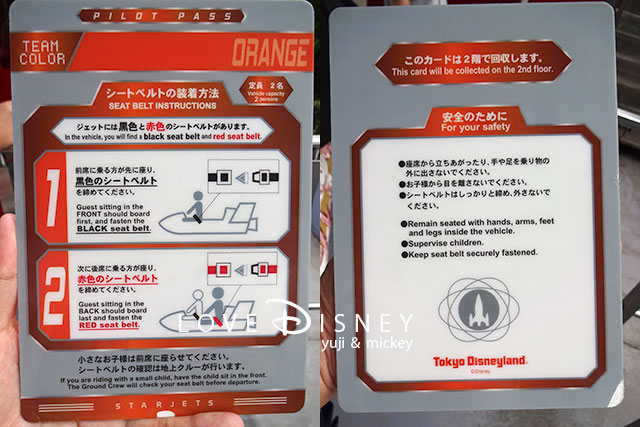 PILOT PASS
TEAM
COLOR
ORANGE
シートベルトの装着方法
SEAT BELT INSTRUCTIONS
定員 2名
Vehicle capacity
2 persons
ジェットには黒色と赤色のシートベルトがあります。
In the vehicle, you will find a black seat belt and red seat belt.
1
前席に乗る方が先に座り、
黒色のシートベルト
を締めてください。
Guest sitting in the
FRONT should board
first, and fasten the
BLACK seat belt.
2
次に後席に乗る方が座り、
赤色のシートベルト
を締めてください。
Guest sitting in the
BACK should board
last and fasten the
RED seat belt.
小さなお子様は前席に座らせてください。
シートベルトの確認は地上クルーが行います。
If you are riding with a small child, have the child sit in the front.
The Ground Crew will check your seat belt before departure.
STARJETS
このカードは2階で回収します。
This card will be collected on the 2nd floor.
安全のために
For your safety
●座席から立ちあがったり、手や足を乗り物の
外に出さないでください。
●お子様から目を離さないでください。
●シートベルトはしっかりと締め、外さないで
ください。
●Remain seated with hands, arms, feet
and legs inside the vehicle.
●Supervise children.
●Keep seat belt securely fastened.
Tokyo Disneyland.
©Disney
LOVE DISNEY
yuji & mickey